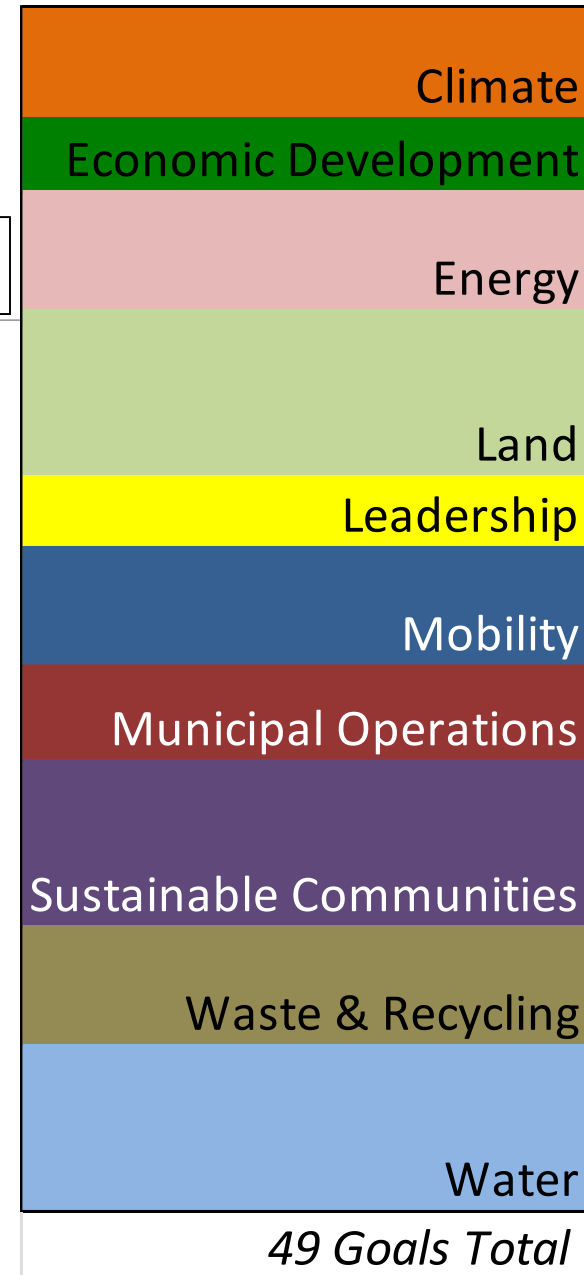 Climate
Economic Development
Energy
Land
Leadership
Mobility
Municipal Operations
Sustainable Communities
Waste & Recycling
Water
49 Goals Total